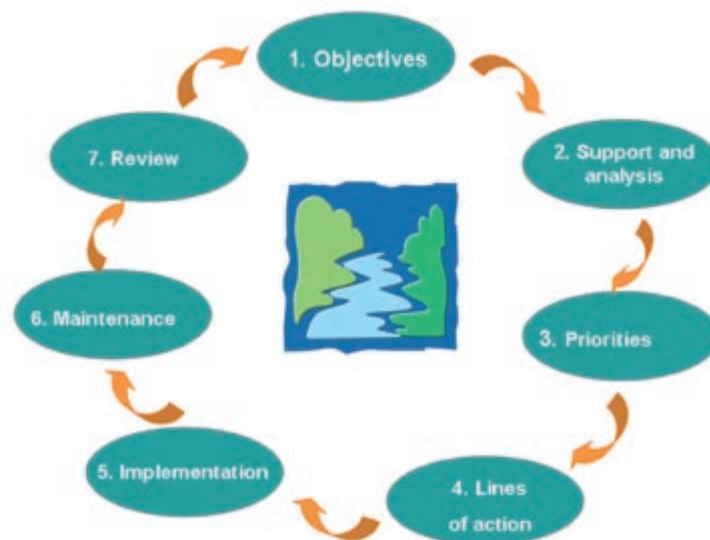 1. Objectives
2. Support and
analysis
3. Priorities
4. Lines
of action
5. Implementation
6. Maintenance
7. Review